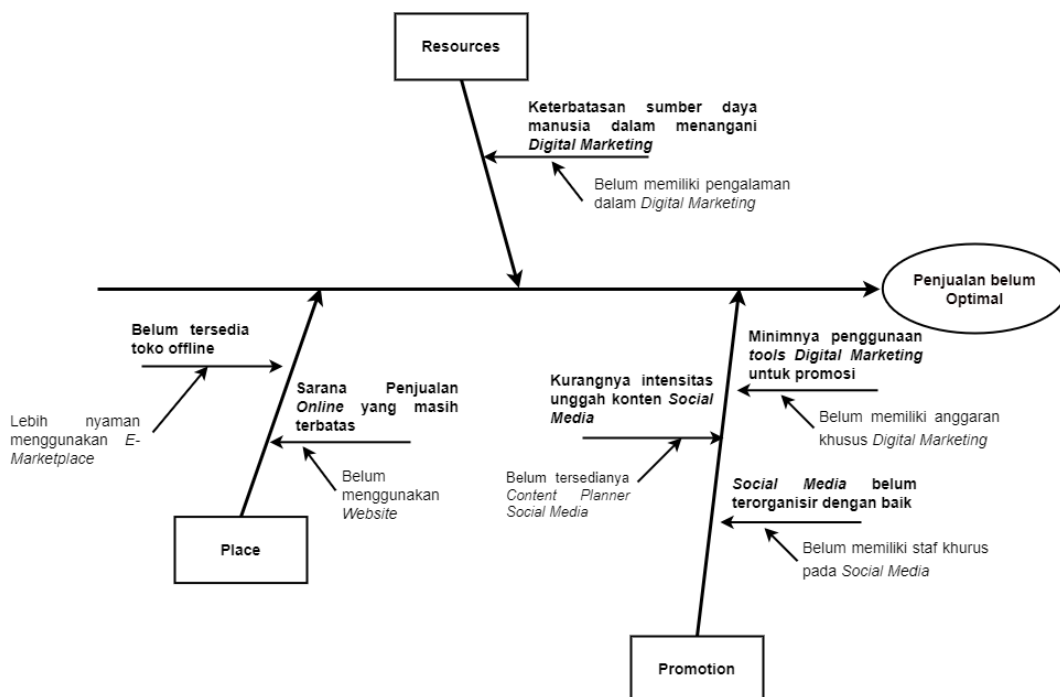 Resources
Keterbatasan sumber daya
manusia dalam menangani
Digital Marketing
Belum memiliki pengalaman
dalam Digital Marketing
Penjualan belum
Optimal
Belum tersedia
toko offline
Lebih nyaman
menggunakan E-
Marketplace
Sarana Penjualan
Online yang masih
terbatas
Belum
menggunakan
Website
Place
Kurangnya intensitas
unggah konten Social
Media
Belum tersedianya
Content Planner
Social Media
Minimnya penggunaan
tools Digital Marketing
untuk promosi
Belum memiliki anggaran
khusus Digital Marketing
Social Media belum
terorganisir dengan baik
Belum memiliki staf khurus
pada Social Media
Promotion